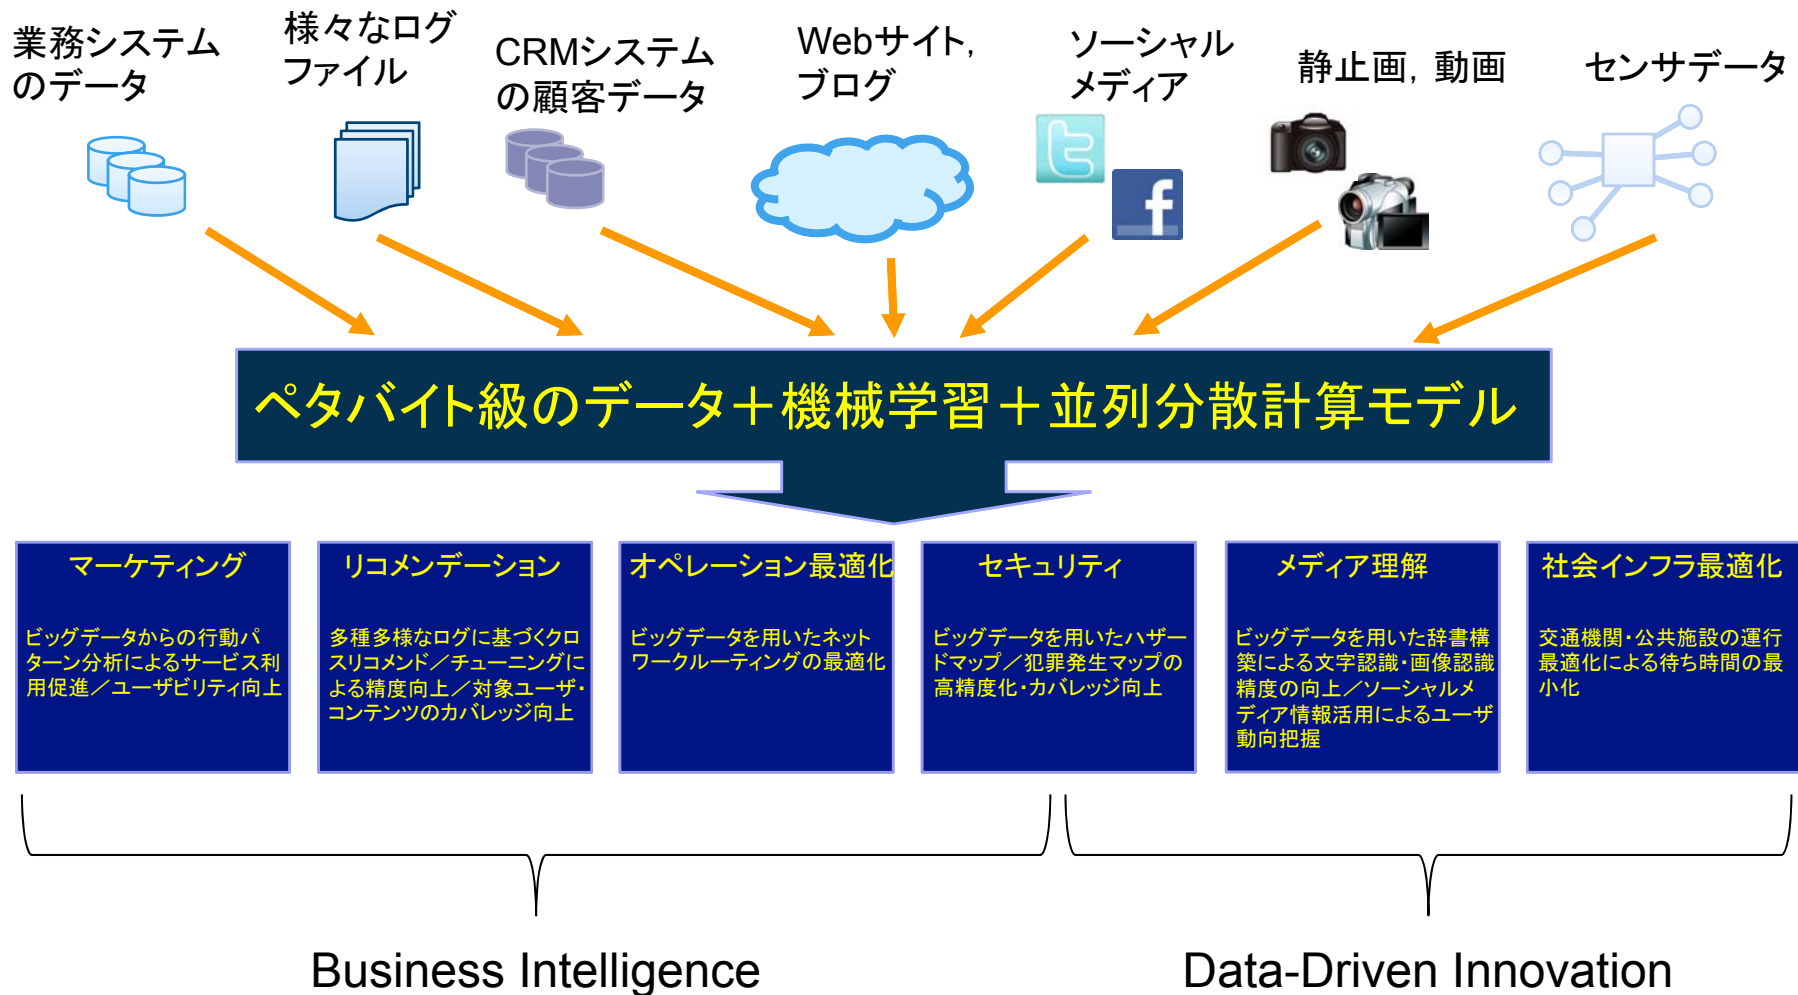 業務システム
のデータ
様々なログ
ファイル
CRMシステム
の顧客データ
Webサイト,
ブログ
ソーシャル
メディア
静止画，動画
センサデータ
t
f
ペタバイト級のデータ＋機械学習＋並列分散計算モデル
マーケティング
ビッグデータからの行動パ
ターン分析によるサービス利
用促進／ユーザビリティ向上
リコメンデーション
多種多様なログに基づくクロ
スリコメンド／チューニングに
よる精度向上／対象ユーザ・
コンテンツのカバレッジ向上
オペレーション最適化
ビッグデータを用いたネット
ワークルーティングの最適化
セキュリティ
ビッグデータを用いたハザー
ドマップ／犯罪発生マップの
高精度化・カバレッジ向上
メディア理解
ビッグデータを用いた辞書構
築による文字認識・画像認識
精度の向上／ソーシャルメ
ディア情報活用によるユーザ
動向把握
社会インフラ最適化
交通機関・公共施設の運行
最適化による待ち時間の最
小化
Business Intelligence
Data-Driven Innovation